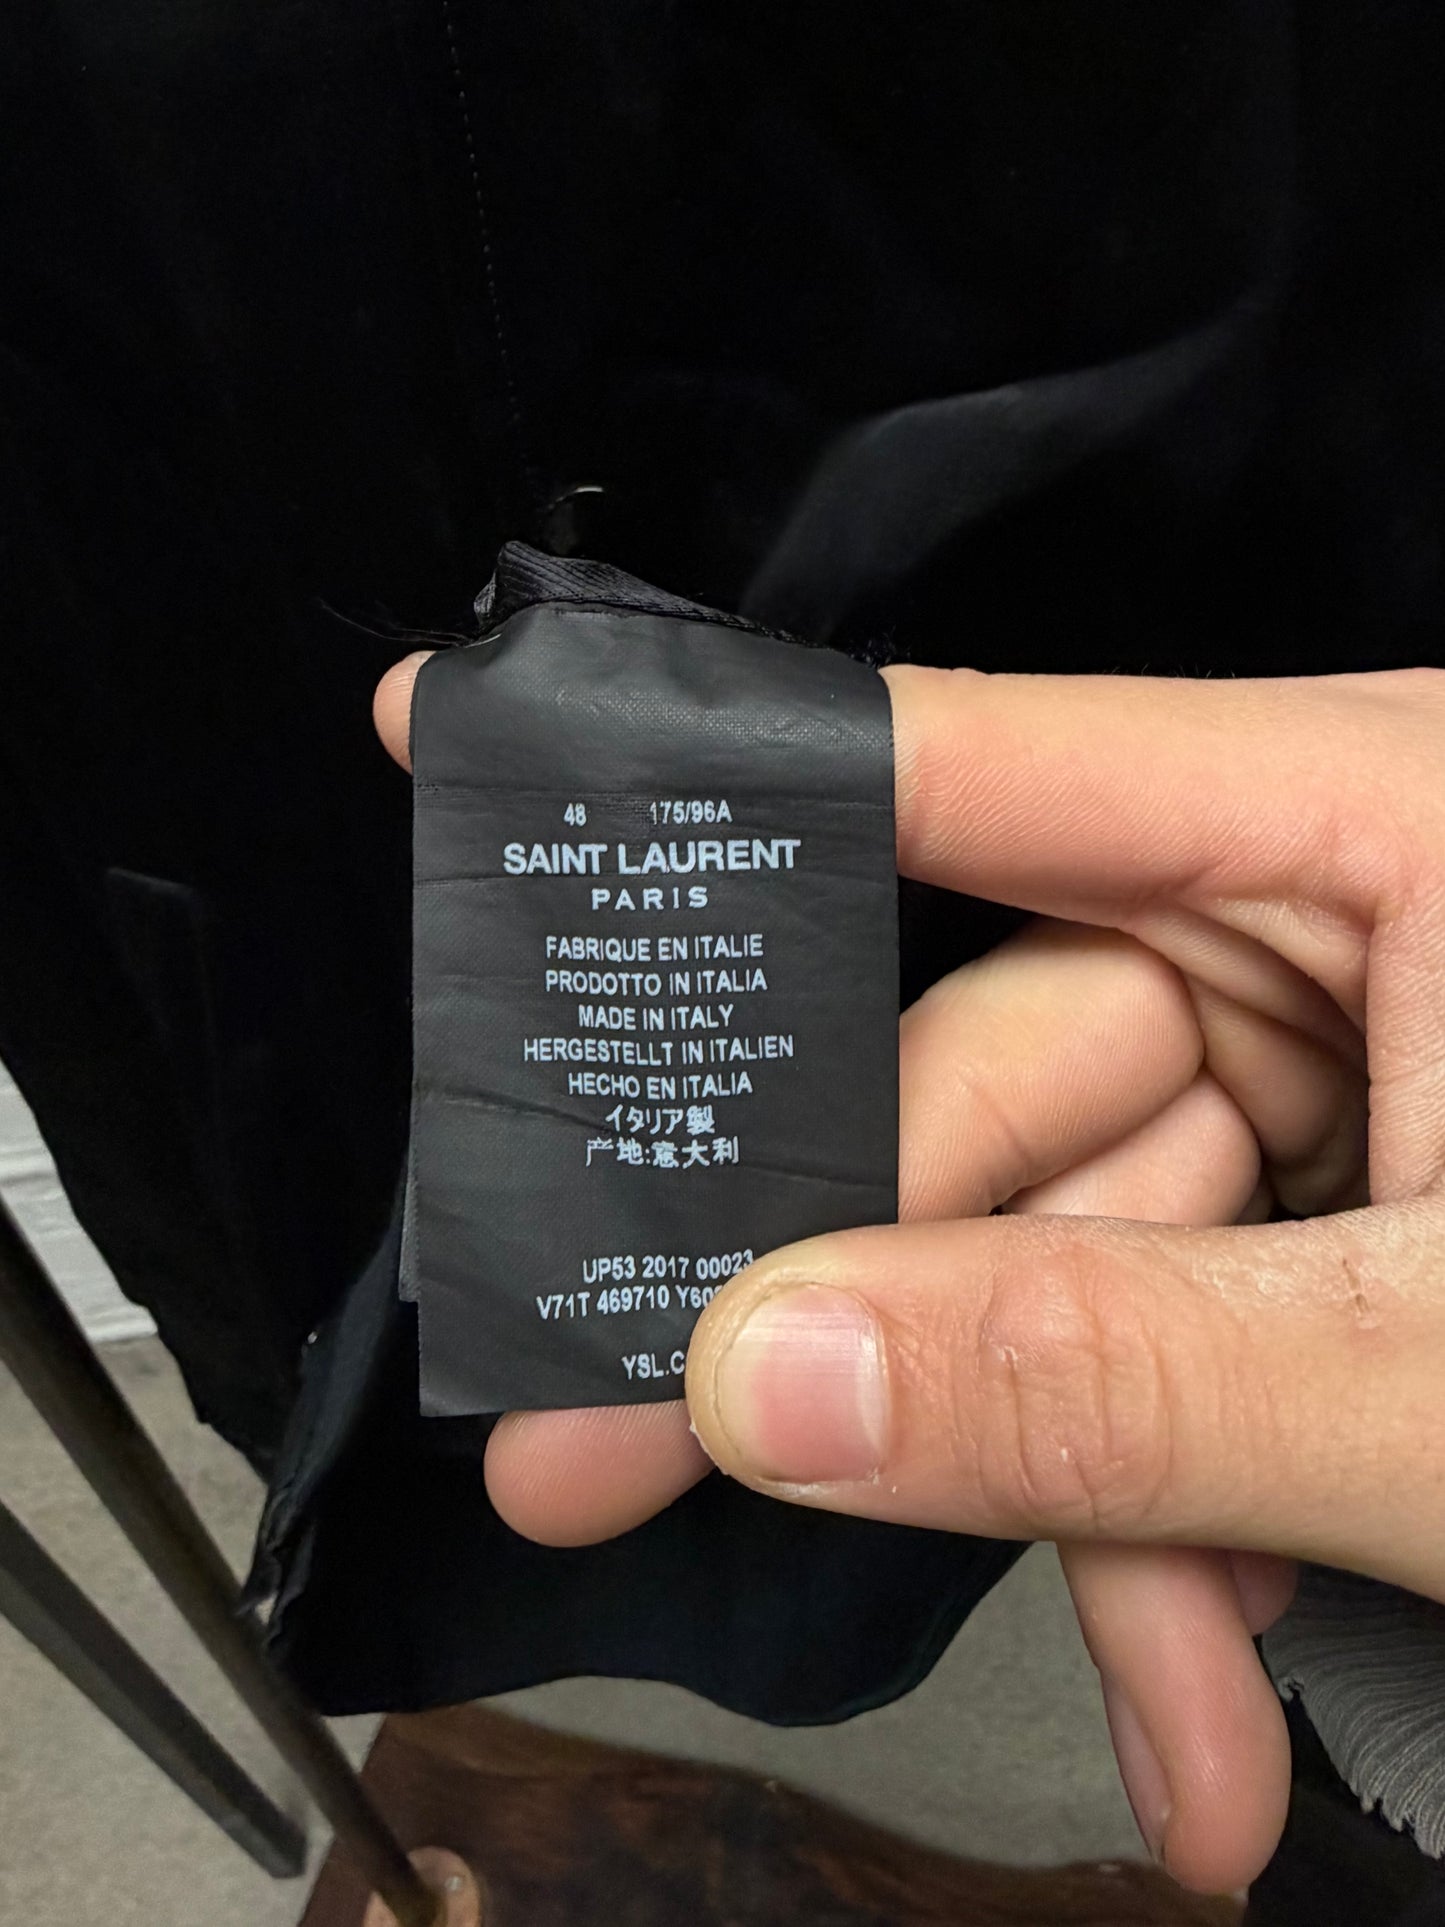 48 175/96A
SAINT LAURENT
PARIS
FABRIQUE EN ITALIE
PRODOTTO IN ITALIA
MADE IN ITALY
HERGESTELLT IN ITALIEN
HECHO EN ITALIA
イタリア製
产地:意大利
UP53 2017 00023
V71T 469710